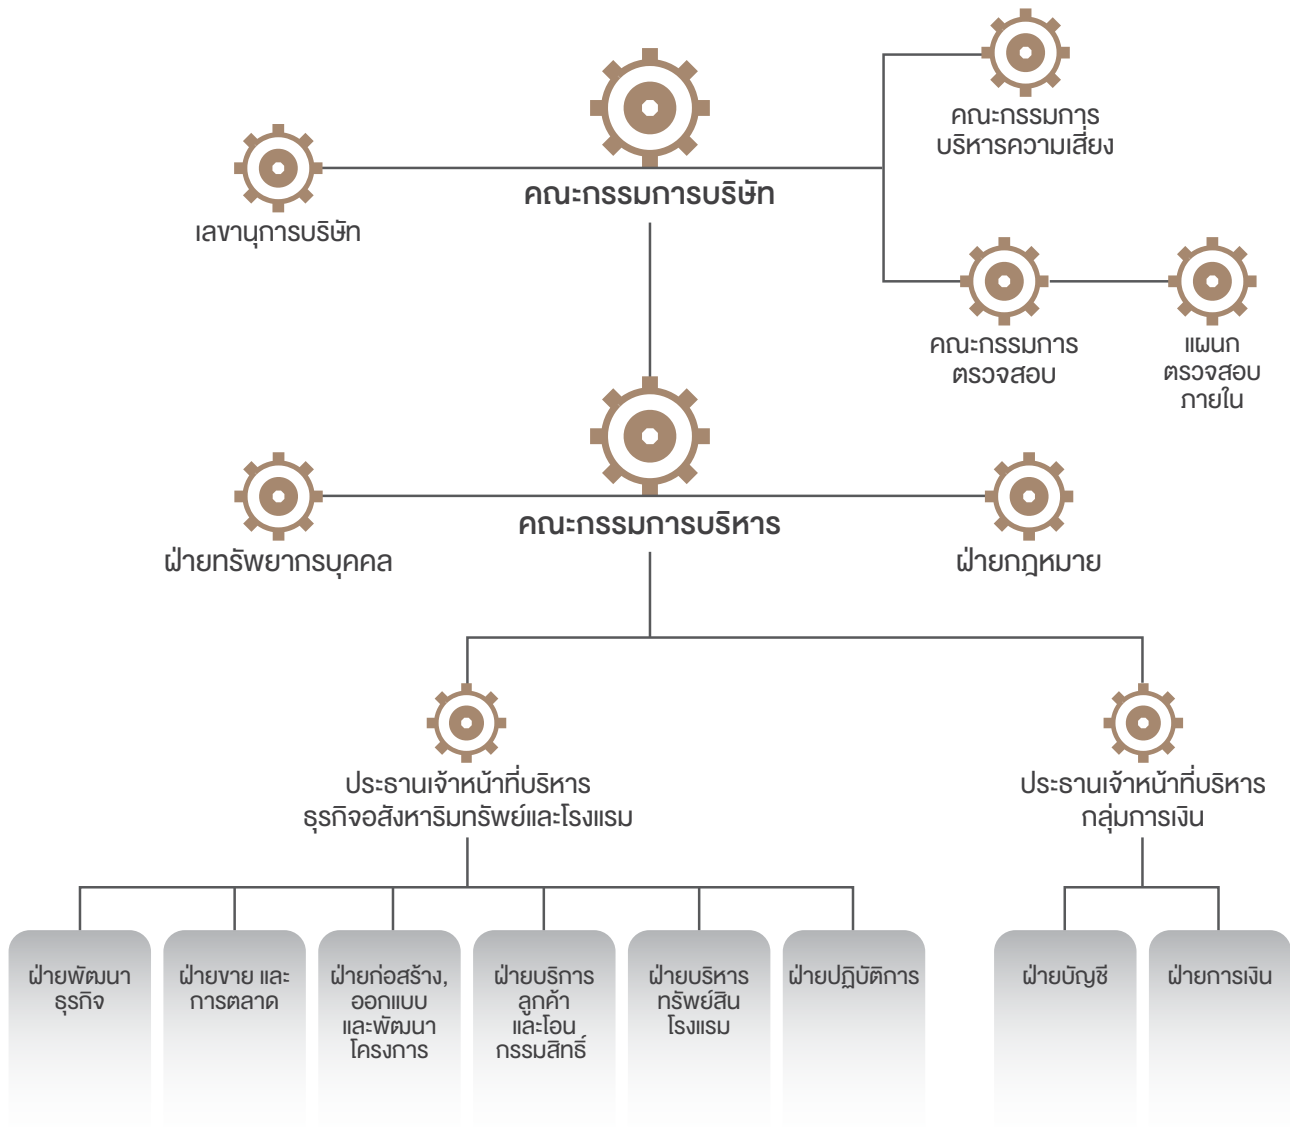 คณะกรรมการ
บริหารความเสี่ยง
คณะกรรมการบริษัท
เลขานุการบริษัท
คณะกรรมการ
ตรวจสอบ
แผนก
ตรวจสอบ
ภายใน
คณะกรรมการบริหาร
ฝ่ายทรัพยากรบุคคล
ฝ่ายกฎหมาย
ประธานเจ้าหน้าที่บริหาร
ธุรกิจอสังหาริมทรัพย์และโรงแรม
ประธานเจ้าหน้าที่บริหาร
กลุ่มการเงิน
ฝ่ายพัฒนา
ธุรกิจ
ฝ่ายขาย และ
การตลาด
ฝ่ายก่อสร้าง,
ออกแบบ
และพัฒนา
โครงการ
ฝ่ายบริการ
ลูกค้า
และโอน
กรรมสิทธิ์
ฝ่ายบริหาร
ทรัพย์สิน
โรงแรม
ฝ่ายปฏิบัติการ
ฝ่ายบัญชี
ฝ่ายการเงิน